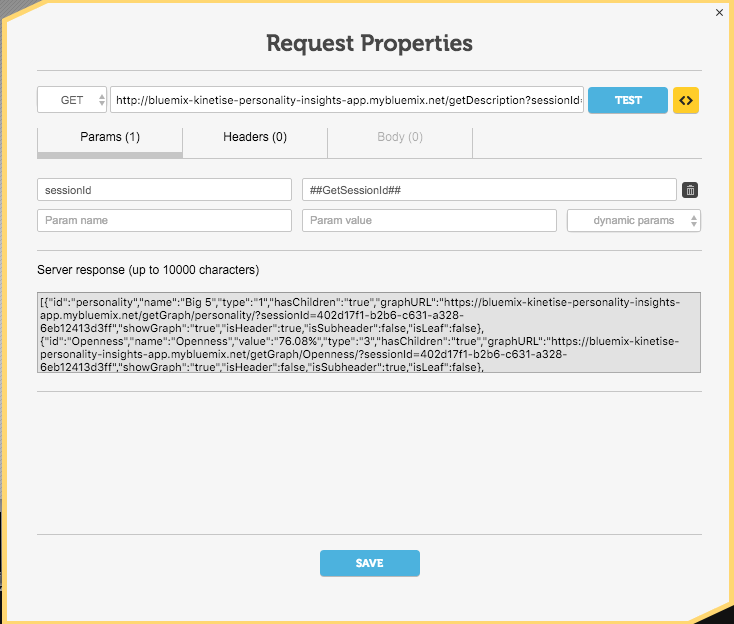 ×
Request Properties
GET http://bluemix-kinetise-personality-insights-app.mybluemix.net/getDescription?sessionId= TEST <>
Params (1) Headers (0) Body (0)
sessionId ##GetSessionId##
Param name Param value dynamic params
Server response (up to 10000 characters)
[{"id":"personality","name":"Big 5","type":"1","hasChildren":"true","graphURL":"https://bluemix-kinetise-personality-insights-
app.mybluemix.net/getGraph/personality/?sessionId=402d17f1-b2b6-c631-a328-
6eb12413d3ff","showGraph":"true","isHeader":true,"isSubheader":false,"isLeaf":false},
{"id":"Openness","name":"Openness","value":"76.08%","type":"3","hasChildren":"true","graphURL":"https://bluemix-kinetise-
personality-insights-app.mybluemix.net/getGraph/Openness/?sessionId=402d17f1-b2b6-c631-a328-
6eb12413d3ff","showGraph":"true","isHeader":false,"isSubheader":true,"isLeaf":false},
SAVE